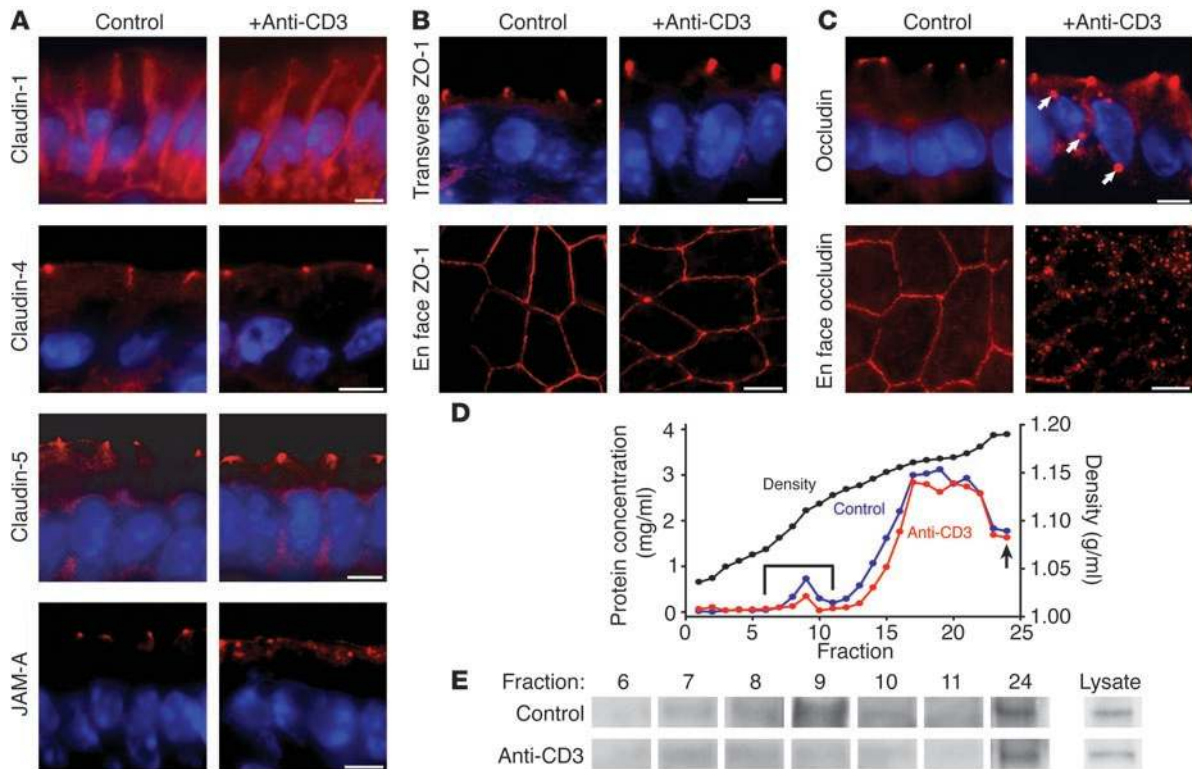 A
Control
+Anti-CD3
Claudin-1
Claudin-4
Claudin-5
JAM-A
B
Control
+Anti-CD3
Transverse ZO-1
En face ZO-1
C
Control
+Anti-CD3
Occludin
En face occludin
D
Protein concentration
(mg/ml)
4
3
2
1
0
Density
Control
Anti-CD3
1.20
1.15
1.10
1.05
1.00
Density (g/ml)
0 5 10 15 20 25
Fraction
E
Fraction: 6 7 8 9 10 11 24 Lysate
Control
Anti-CD3